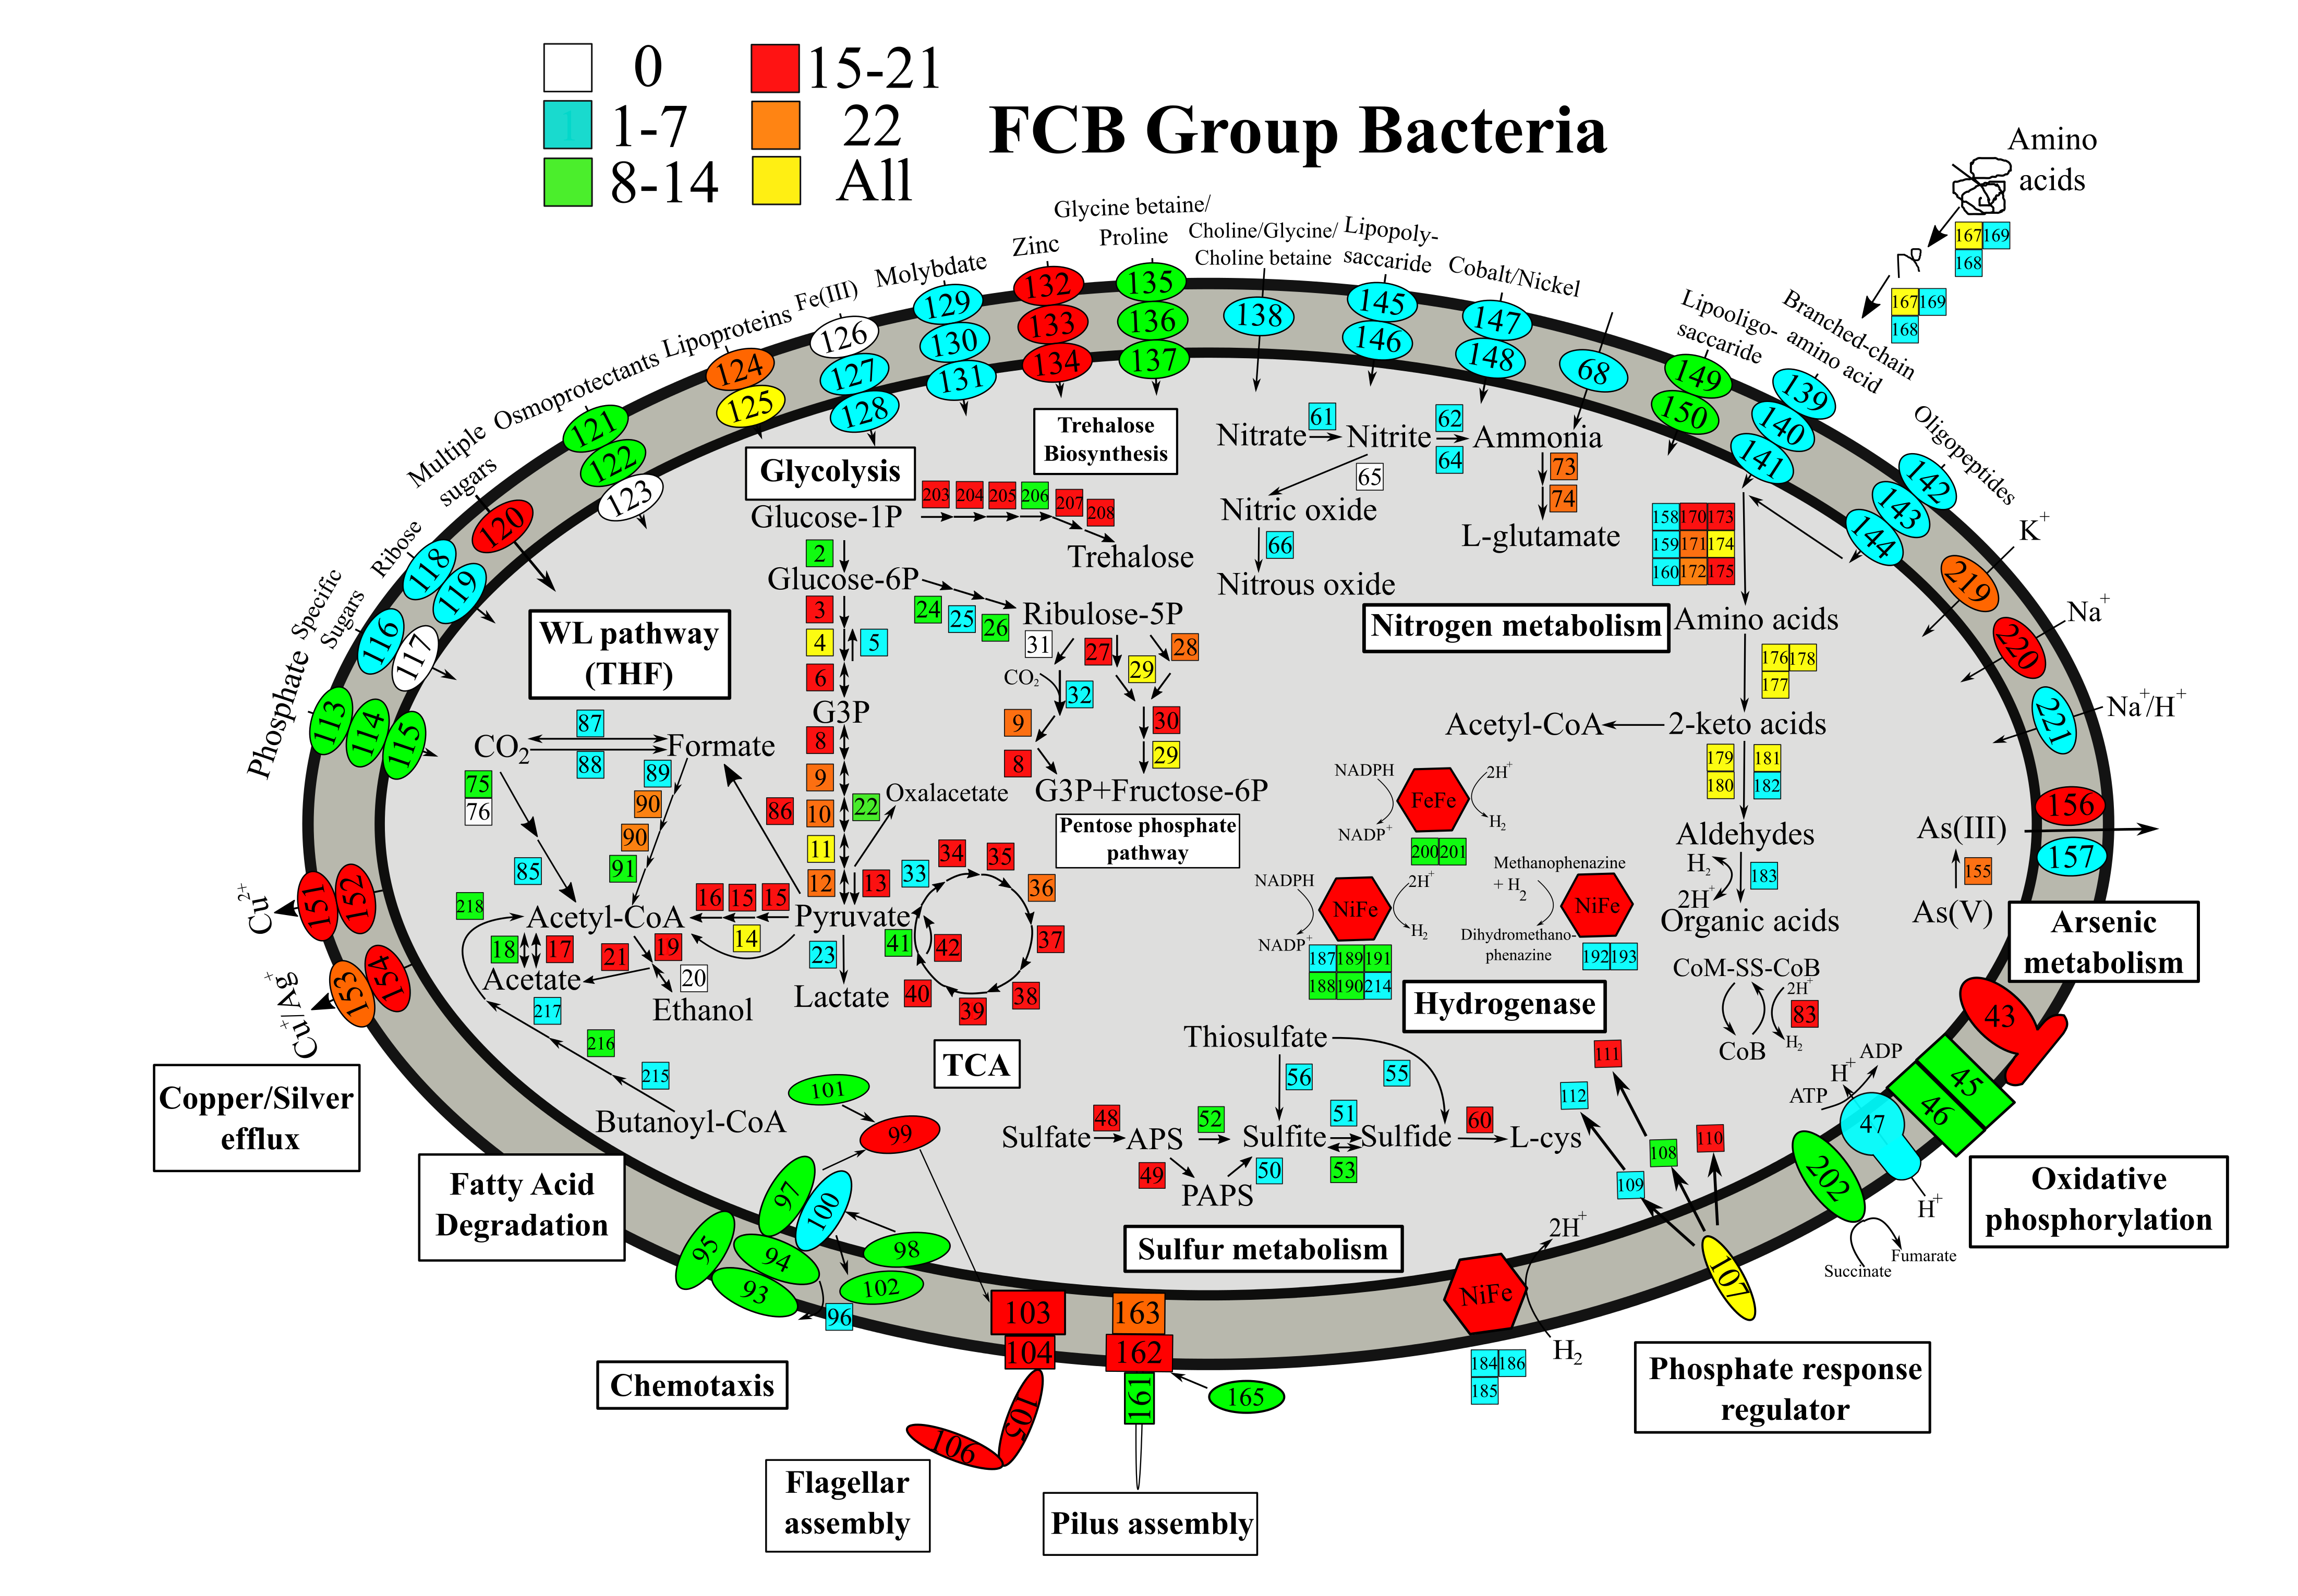 FCB Group Bacteria
0
15-21
1-7
22
8-14
All
Amino
acids
167 169
168
167 169
168
Phosphate
113 114 115
Specific
Sugars
116 117
Ribose
118 119
Multiple
sugars
120
Osmoprotectants
121
122
123
Lipoproteins
124
125
Fe(III)
126
127
128
Molybdate
129
130
131
Zinc
132
133
134
Glycine betaine/
Proline
135
136
137
Choline/Glycine/
Choline betaine
138
Lipopoly-
saccaride
145
146
Cobalt/Nickel
147
148
68
Lipooligo-
saccaride
149
150
Branched-chain
amino acid
139
140
141
Oligopeptides
142
143
144
K+
219
Na+
220
Na+/H+
221
Glycolysis
Trehalose
Biosynthesis
Glucose-1P
203 204 205 206 207 208
Trehalose
2
Glucose-6P
24 25 26
Ribulose-5P
3
4 5
6
G3P
8
9
10 22
11
12 13
Oxalacetate
31 27 28
29
CO2
32
9 30
8 29
G3P+Fructose-6P
Pentose phosphate
pathway
WL pathway
(THF)
87
CO2
Formate
88
89
75
76
90
90
91
85
86
218
Acetyl-CoA
16 15 15
14
Pyruvate
18 17
Acetate
21 19
20
Ethanol
23
Lactate
217
216
215
Butanoyl-CoA
33 34 35
36
37
38
39
40
41 42
TCA
Nitrate
61
Nitrite
62
64
Ammonia
65
73
74
Nitric oxide
L-glutamate
66
Nitrous oxide
Nitrogen metabolism
158 170 173
159 171 174
160 172 175
Amino acids
176 178
177
Acetyl-CoA
2-keto acids
179 181
180 182
Aldehydes
H2
2H+
183
Organic acids
NADPH
FeFe
2H+
NADP+
H2
200 201
NADPH
NiFe
2H+
NADP+
H2
187 189 191
188 190 214
Methanophenazine
+ H2
NiFe
Dihydromethano-
phenazine
192 193
Hydrogenase
CoM-SS-CoB
2H+
83
CoB
H2
As(III)
155
As(V)
156
157
Arsenic
metabolism
Cu2+
151 152
Cu+/Ag+
153 154
Copper/Silver
efflux
Fatty Acid
Degradation
Thiosulfate
56
55
Sulfate
48
APS
52
Sulfite
51
Sulfide
60
L-cys
49
PAPS
50
53
Sulfur metabolism
111
112
108
110
109
107
Phosphate response
regulator
43
45
46
47
202
ADP
H+
ATP
H+
Succinate
Fumarate
Oxidative
phosphorylation
101
99
97
100
95
94
98
93
102
96
Chemotaxis
103
104
105
106
Flagellar
assembly
163
162
161
165
Pilus assembly
NiFe
2H+
H2
184 186
185